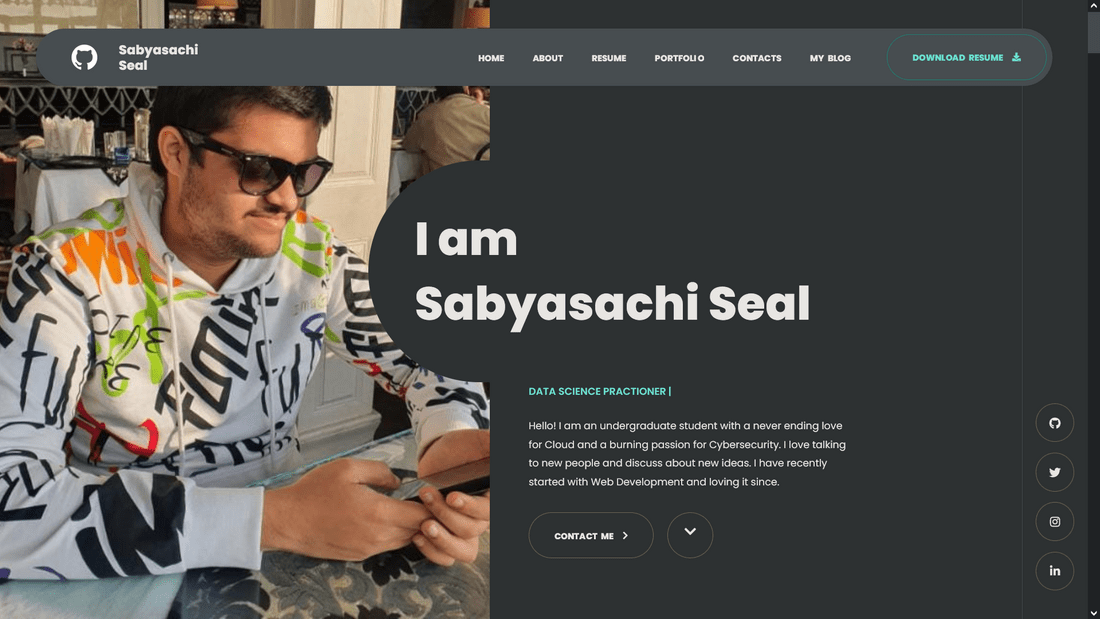 Sabyasachi
Seal
HOME ABOUT RESUME PORTFOLIO CONTACTS MY BLOG DOWNLOAD RESUME
I am
Sabyasachi Seal
DATA SCIENCE PRACTIONER |
Hello! I am an undergraduate student with a never ending love
for Cloud and a burning passion for Cybersecurity. I love talking
to new people and discuss about new ideas. I have recently
started with Web Development and loving it since.
CONTACT ME